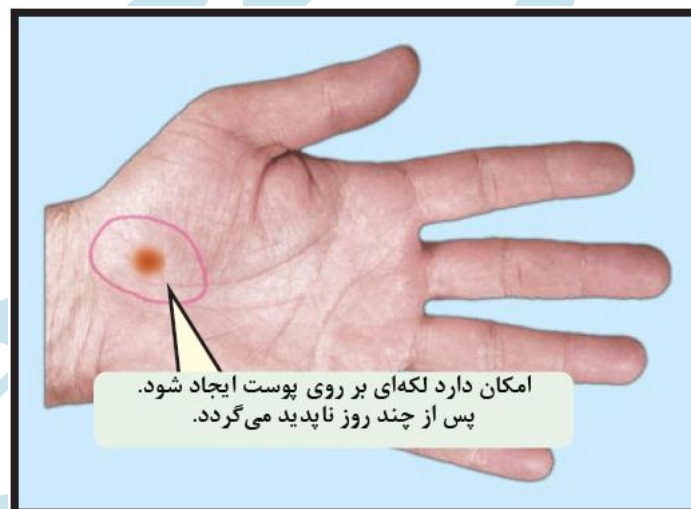 امکان دارد لکه‌ای بر روی پوست ایجاد شود.
پس از چند روز ناپدید می‌گردد.